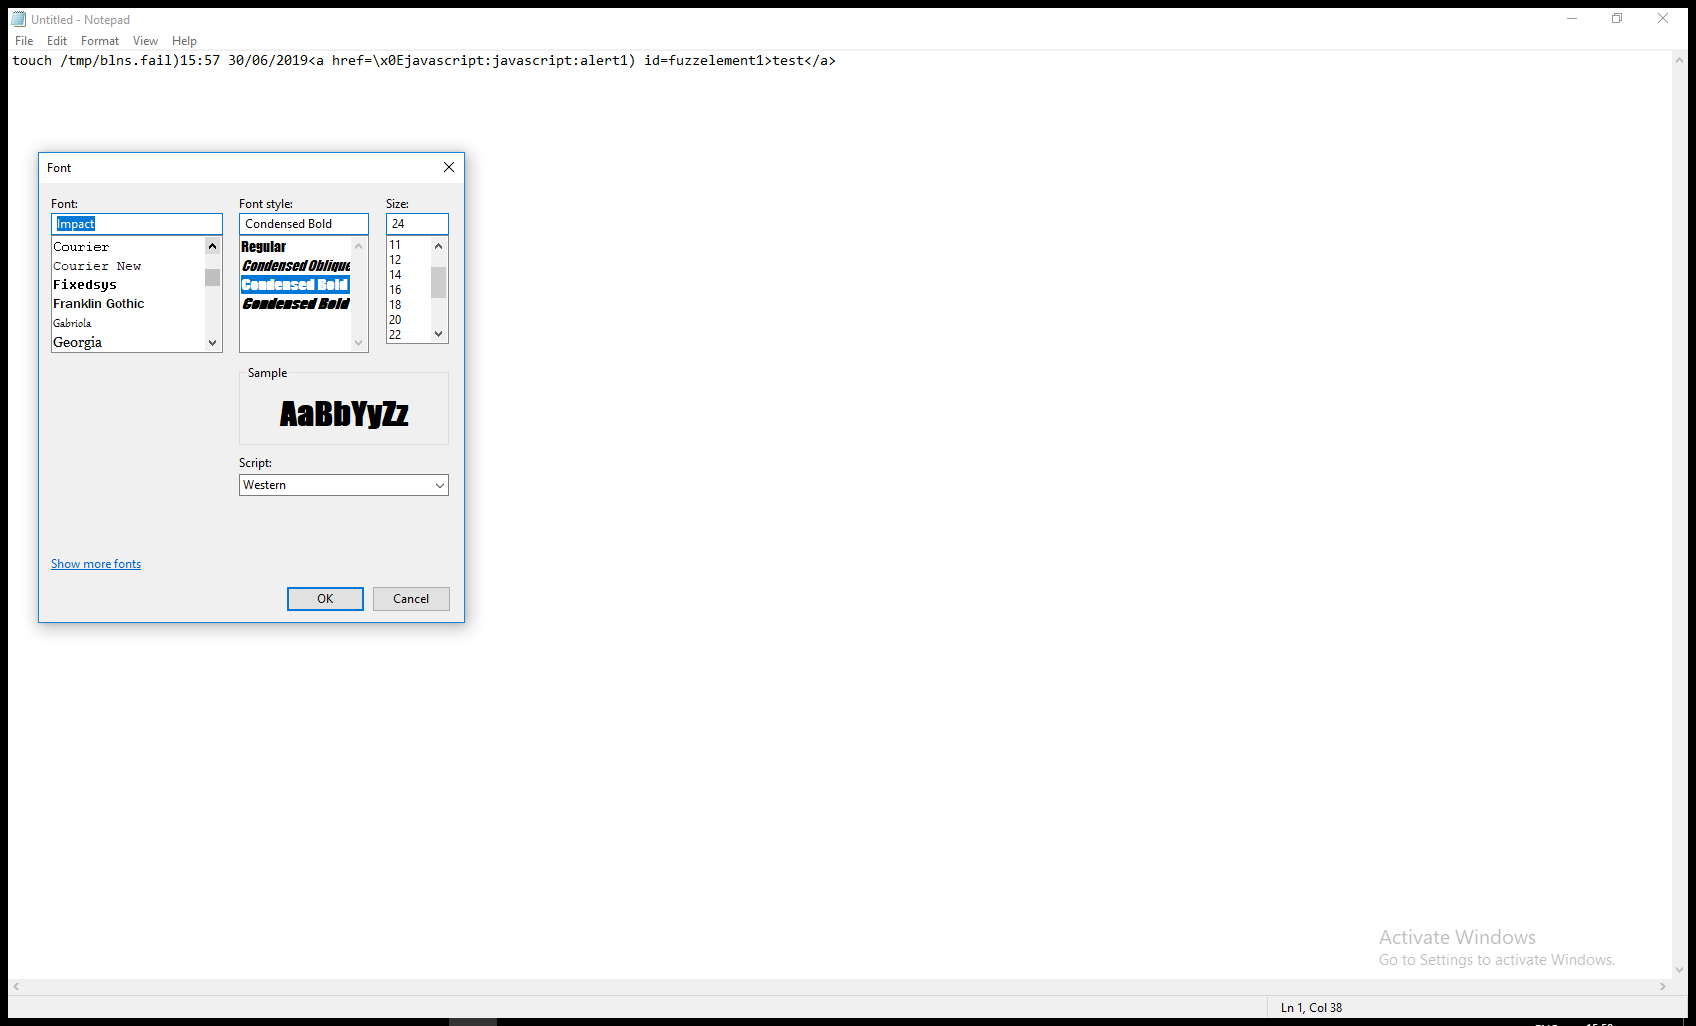 Untitled - Notepad
File Edit Format View Help
touch /tmp/blns.fail)15:57 30/06/2019<a href=\x0Ejavascript:javascript:alert1) id=fuzzelement1>test</a>
Font
Font: Font style: Size:
Impact Condensed Bold 24
Courier
Courier New
Fixedsys
Franklin Gothic
Gabriola
Georgia
Regular
Condensed Oblique
Condensed Bold
Condensed Bold
11
12
14
16
18
20
22
Sample
AaBbYyZz
Script:
Western
Show more fonts
OK Cancel
Activate Windows
Go to Settings to activate Windows.
Ln 1, Col 38